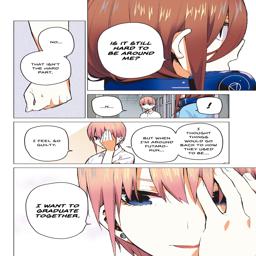 NO...
THAT ISN'T
THE HARD
PART.
IS IT STILL
HARD TO
BE AROUND
ME?
...!
I
THOUGHT
THINGS
WOULD GO
BACK TO HOW
THEY USED
TO BE...
BUT WHEN
I'M AROUND
FUTARO-
KUN...
I FEEL SO
GUILTY.
I WANT TO
GRADUATE
TOGETHER.